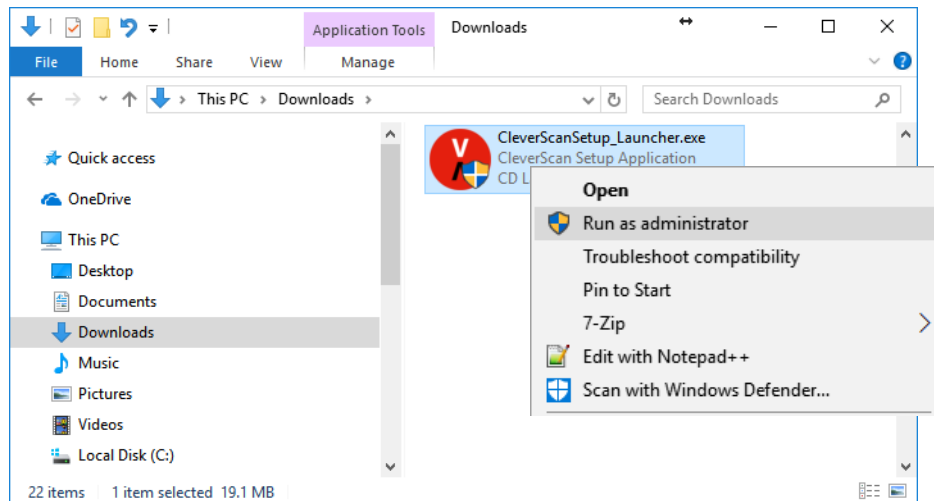 Application Tools
Downloads
File
Home
Share
View
Manage
This PC > Downloads >
Search Downloads
Quick access
OneDrive
This PC
Desktop
Documents
Downloads
Music
Pictures
Videos
Local Disk (C:)
CleverScanSetup_Launcher.exe
CleverScan Setup Application
CD L
Open
Run as administrator
Troubleshoot compatibility
Pin to Start
7-Zip
Edit with Notepad++
Scan with Windows Defender...
22 items
1 item selected 19.1 MB